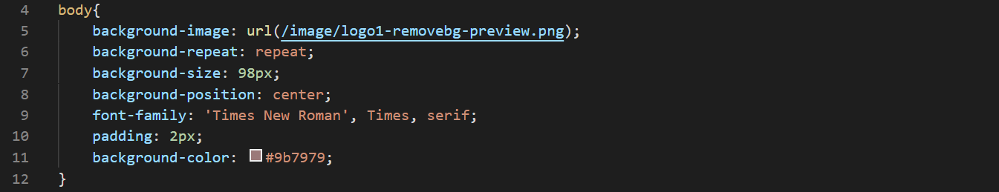 4 body{
5 background-image: url(/image/logo1-removebg-preview.png);
6 background-repeat: repeat;
7 background-size: 98px;
8 background-position: center;
9 font-family: 'Times New Roman', Times, serif;
10 padding: 2px;
11 background-color: #9b7979;
12 }